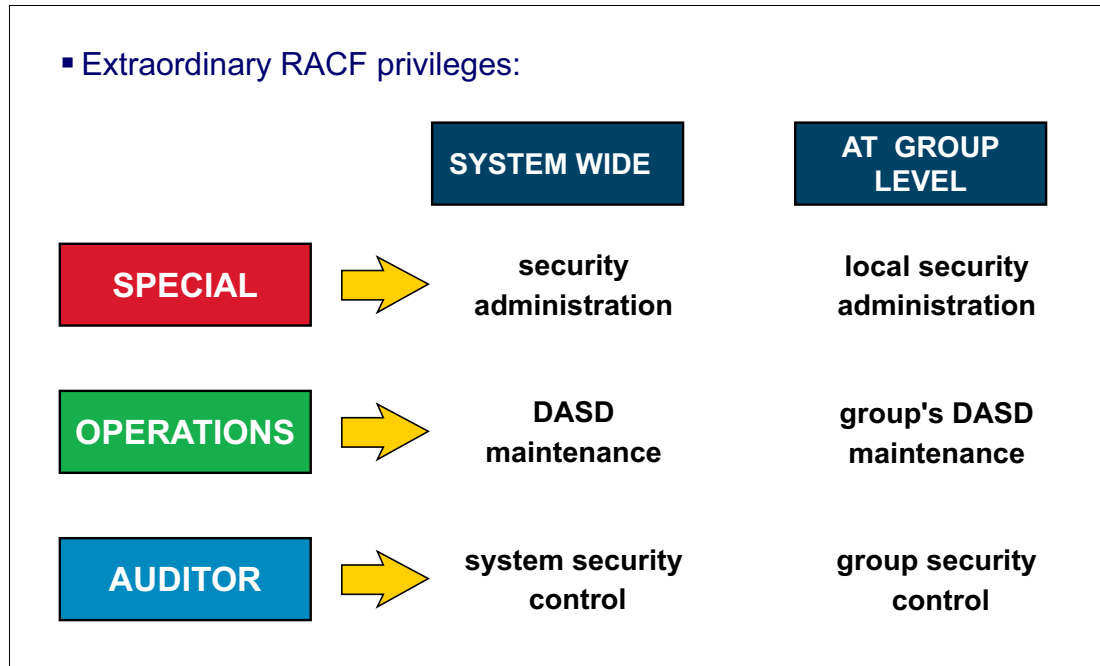 ▪ Extraordinary RACF privileges:
SYSTEM WIDE
AT GROUP
LEVEL
SPECIAL
security
administration
local security
administration
OPERATIONS
DASD
maintenance
group's DASD
maintenance
AUDITOR
system security
control
group security
control